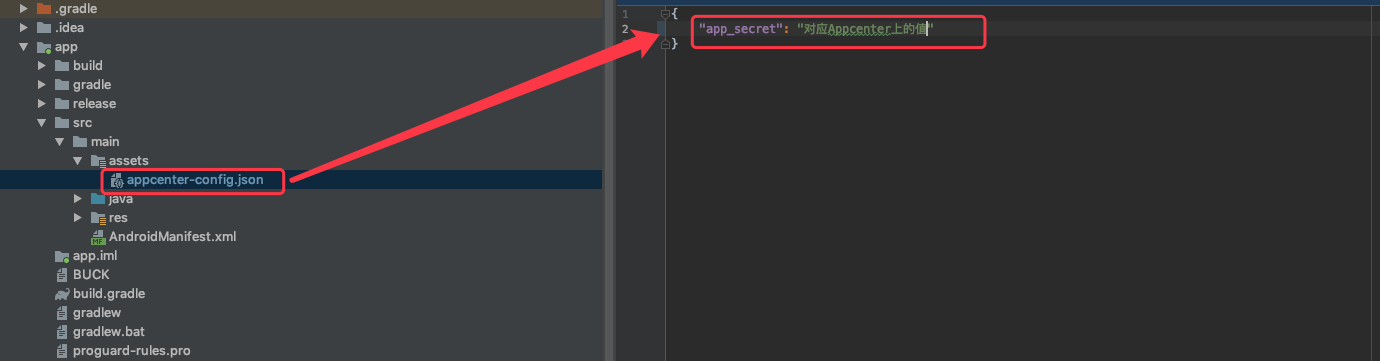 .gradle
.idea
app
build
gradle
release
src
main
assets
appcenter-config.json
java
res
AndroidManifest.xml
MF
app.iml
BUCK
build.gradle
gradlew
gradlew.bat
proguard-rules.pro
1 {
2 "app_secret": "对应Appcenter上的值"
3 }